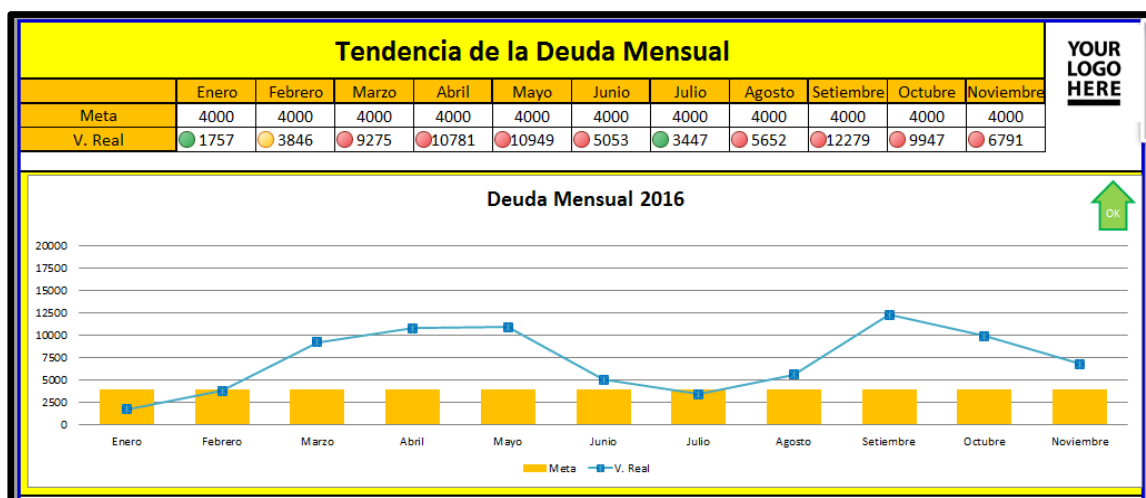 Tendencia de la Deuda Mensual
YOUR
LOGO
HERE
Enero Febrero Marzo Abril Mayo Junio Julio Agosto Setiembre Octubre Noviembre
Meta 4000 4000 4000 4000 4000 4000 4000 4000 4000 4000 4000
V. Real 1757 3846 9275 10781 10949 5053 3447 5652 12279 9947 6791
Deuda Mensual 2016
OK
20000
17500
15000
12500
10000
7500
5000
2500
0
Enero Febrero Marzo Abril Mayo Junio Julio Agosto Setiembre Octubre Noviembre
Meta V. Real